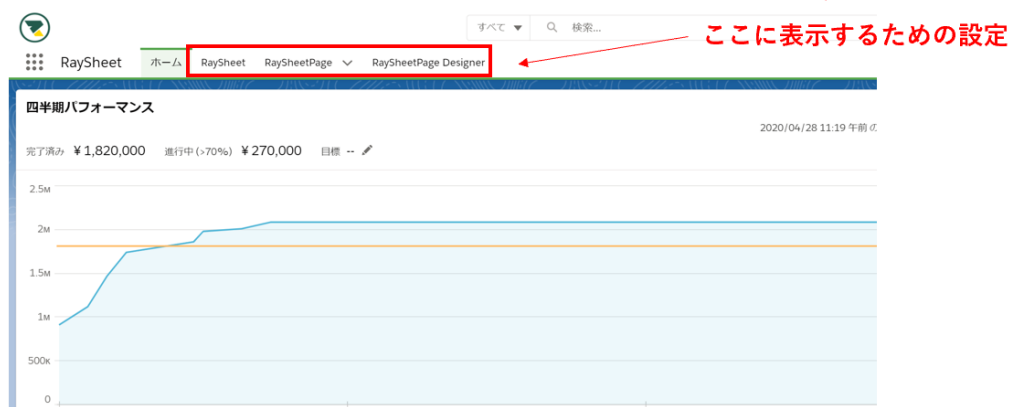 すべて 検索...
ここに表示するための設定
RaySheet ホーム RaySheet RaySheetPage RaySheetPage Designer
四半期パフォーマンス
2020/04/28 11:19 午前 の
完了済み ¥ 1,820,000 進行中 (>70%) ¥ 270,000 目標 --
2.5M
2M
1.5M
1M
500K
0